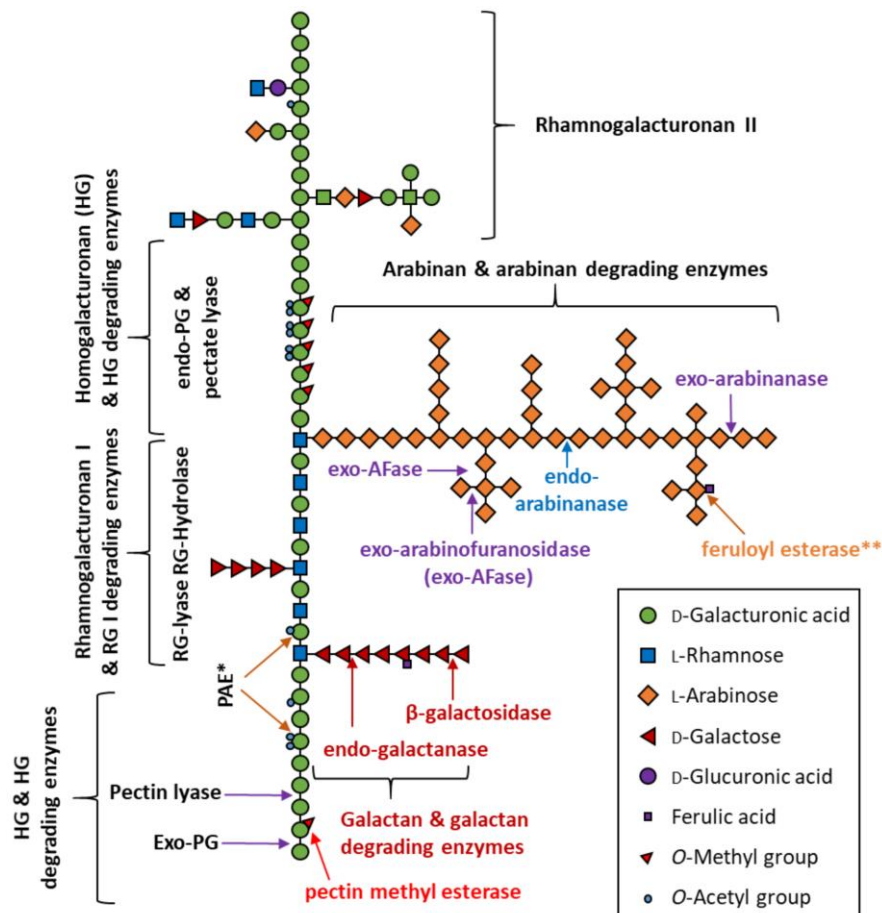 Rhamnogalacturonan II
Homogalacturonan (HG)
& HG degrading enzymes
endo-PG &
pectate lyase
Arabinan & arabinan degrading enzymes
exo-arabinanase
exo-AFase
endo-
arabinanase
exo-arabinofuranosidase
(exo-AFase)
feruloyl esterase**
Rhamnogalacturonan I
& RG I degrading enzymes
RG-lyase RG-Hydrolase
PAE*
β-galactosidase
endo-galactanase
HG & HG
degrading enzymes
Pectin lyase
Exo-PG
Galactan & galactan
degrading enzymes
pectin methyl esterase
D-Galacturonic acid
L-Rhamnose
L-Arabinose
D-Galactose
D-Glucuronic acid
Ferulic acid
O-Methyl group
O-Acetyl group